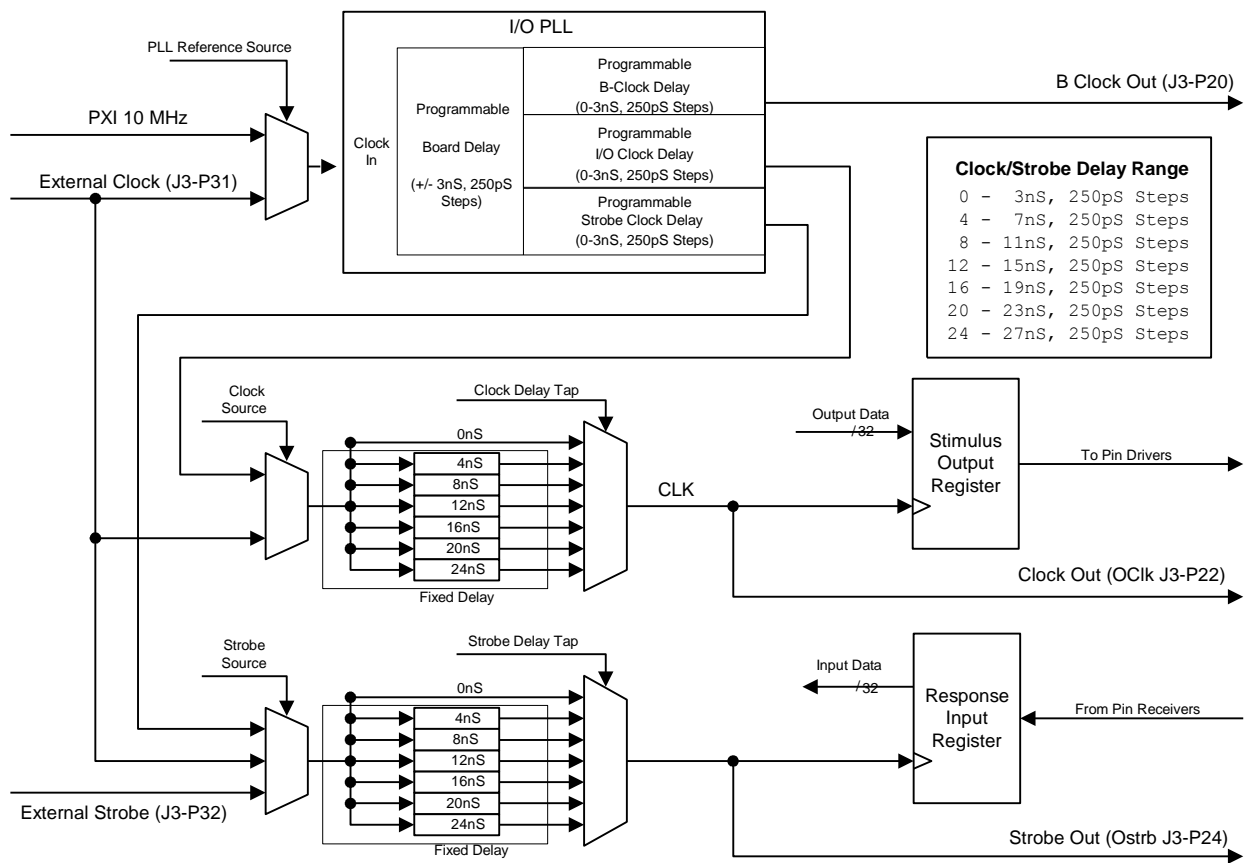 I/O PLL
PLL Reference Source
PXI 10 MHz
External Clock (J3-P31)
Clock
In
Programmable
Board Delay
(+/- 3nS, 250pS
Steps)
Programmable
B-Clock Delay
(0-3nS, 250pS Steps)
Programmable
I/O Clock Delay
(0-3nS, 250pS Steps)
Programmable
Strobe Clock Delay
(0-3nS, 250pS Steps)
B Clock Out (J3-P20)
Clock/Strobe Delay Range
0 - 3nS, 250pS Steps
4 - 7nS, 250pS Steps
8 - 11nS, 250pS Steps
12 - 15nS, 250pS Steps
16 - 19nS, 250pS Steps
20 - 23nS, 250pS Steps
24 - 27nS, 250pS Steps
Clock
Source
Clock Delay Tap
0nS
4nS
8nS
12nS
16nS
20nS
24nS
Fixed Delay
CLK
Output Data
/32
Stimulus
Output
Register
To Pin Drivers
Clock Out (OClk J3-P22)
Strobe
Source
Strobe Delay Tap
0nS
4nS
8nS
12nS
16nS
20nS
24nS
Fixed Delay
Input Data
/32
Response
Input
Register
From Pin Receivers
External Strobe (J3-P32)
Strobe Out (Ostrb J3-P24)